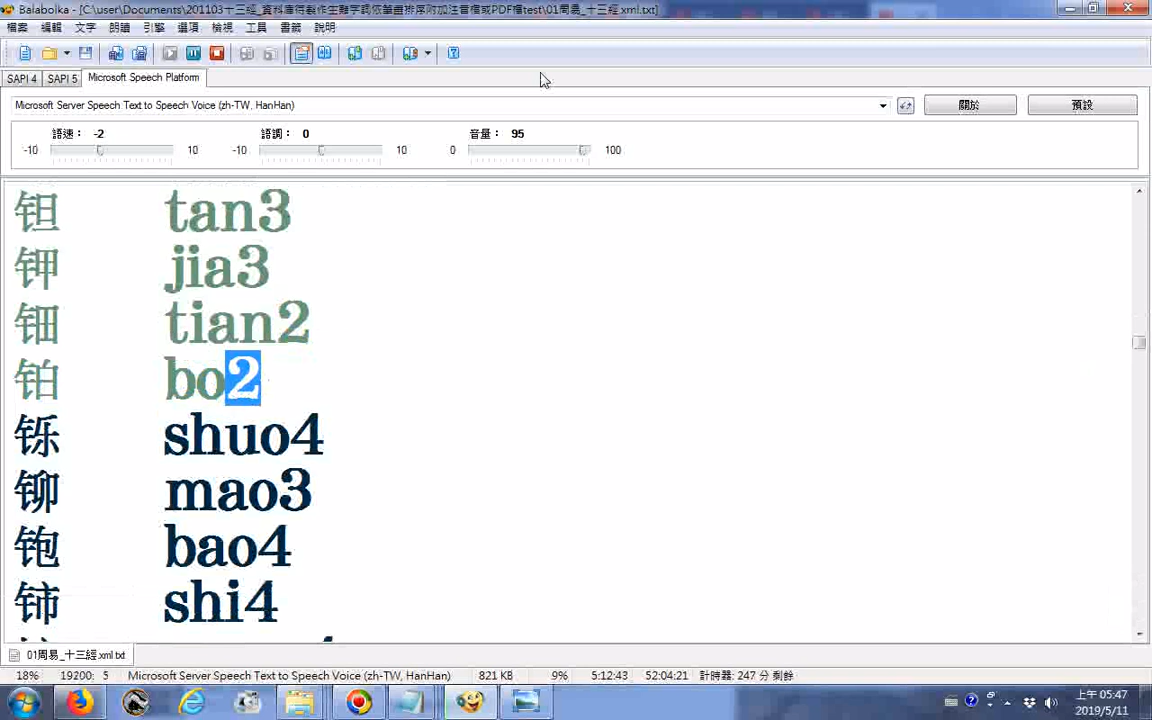 Balabolka - [C:\user\Documents\201103十三經_資料庫待製作生難字詞依筆畫排序附加注音檔或PDF檔test\01周易_十三經.xml.txt]
檔案 編輯 文字 朗讀 引擎 選項 檢視 工具 書籤 說明
SAPI 4 SAPI 5 Microsoft Speech Platform
Microsoft Server Speech Text to Speech Voice (zh-TW, HanHan) 關於 預設
語速： -2 語調： 0 音量： 95
-10 10 -10 10 0 100
钽 tan3
钾 jia3
钿 tian2
铂 bo2
铄 shuo4
铆 mao3
铇 bao4
铈 shi4
01周易_十三經.xml.txt
18% 19200: 5 Microsoft Server Speech Text to Speech Voice (zh-TW, HanHan) 821 KB 9% 5:12:43 52:04:21 計時器: 247 分 剩餘
上午 05:47
2019/5/11